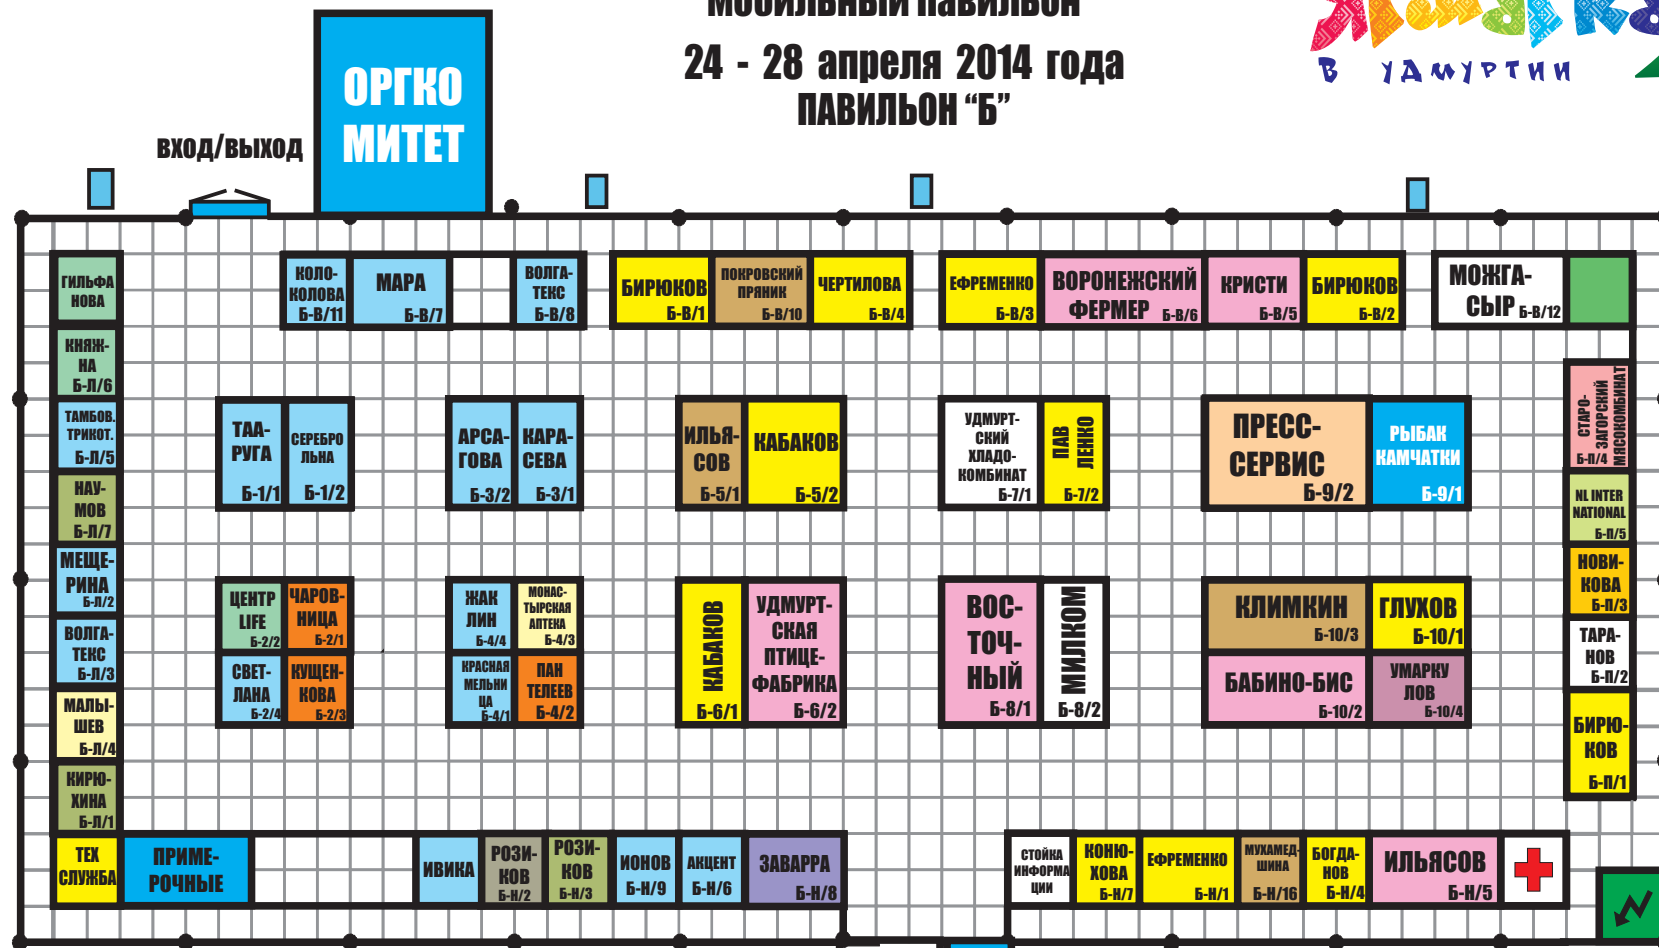 МОБИЛЬНЫЙ ПАВИЛЬОН
24 - 28 апреля 2014 года
ПАВИЛЬОН “Б”
Ярмарка
В УДМУРТИИ
ОРГКО
МИТЕТ
ВХОД/ВЫХОД
ГИЛЬФА
НОВА
КНЯЖ-
НА
Б-Л/6
ТАМБОВ.
ТРИКОТ.
Б-Л/5
НАУ-
МОВ
Б-Л/7
МЕЩЕ-
РИНА
Б-Л/2
ВОЛГА-
ТЕКС
Б-Л/3
МАЛЫ-
ШЕВ
Б-Л/4
КИРЮ-
ХИНА
Б-Л/1
КОЛО-
КОЛОВА
Б-В/11
МАРА
Б-В/7
ВОЛГА-
ТЕКС
Б-В/8
БИРЮКОВ
Б-В/1
ПОКРОВСКИЙ
ПРЯНИК
Б-В/10
ЧЕРТИЛОВА
Б-В/4
ЕФРЕМЕНКО
Б-В/3
ВОРОНЕЖСКИЙ
ФЕРМЕР Б-В/6
КРИСТИ
Б-В/5
БИРЮКОВ
Б-В/2
МОЖГА-
СЫР Б-В/12
ТАА-
РУГА
Б-1/1
СЕРЕБРО
ЛЬНА
Б-1/2
АРСА-
ГОВА
Б-3/2
КАРА-
СЕВА
Б-3/1
ИЛЬЯ-
СОВ
Б-5/1
КАБАКОВ
Б-5/2
УДМУРТ-
СКИЙ
ХЛАДО-
КОМБИНАТ
Б-7/1
ПАВ
ЛЕНКО
Б-7/2
ПРЕСС-
СЕРВИС
Б-9/2
РЫБАК
КАМЧАТКИ
Б-9/1
СТАРО-
ЗАГОРСКИЙ
МЯСОКОМБИНАТ
Б-П/4
NL INTER
NATIONAL
Б-П/5
НОВИ-
КОВА
Б-П/3
ТАРА-
НОВ
Б-П/2
БИРЮ-
КОВ
Б-П/1
ЦЕНТР
LIFE
Б-2/2
ЧАРОВ-
НИЦА
Б-2/1
СВЕТ-
ЛАНА
Б-2/4
КУЩЕН-
КОВА
Б-2/3
ЖАК
ЛИН
Б-4/4
МОНАС-
ТЫРСКАЯ
АПТЕКА
Б-4/3
КРАСНАЯ
МЕЛЬНИ
ЦА
Б-4/1
ПАН
ТЕЛЕЕВ
Б-4/2
КАБАКОВ
Б-6/1
УДМУРТ-
СКАЯ
ПТИЦЕ-
ФАБРИКА
Б-6/2
ВОС-
ТОЧ-
НЫЙ
Б-8/1
МИЛКОМ
Б-8/2
КЛИМКИН
Б-10/3
ГЛУХОВ
Б-10/1
БАБИНО-БИС
Б-10/2
УМАРКУ
ЛОВ
Б-10/4
ТЕХ
СЛУЖБА
ПРИМЕ-
РОЧНЫЕ
ИВИКА
РОЗИ-
КОВ
Б-Н/2
РОЗИ-
КОВ
Б-Н/3
ИОНОВ
Б-Н/9
АКЦЕНТ
Б-Н/6
ЗАВАРРА
Б-Н/8
СТОЙКА
ИНФОРМА
ЦИИ
КОНЮ-
ХОВА
Б-Н/7
ЕФРЕМЕНКО
Б-Н/1
МУХАМЕД-
ШИНА
Б-Н/16
БОГДА-
НОВ
Б-Н/4
ИЛЬЯСОВ
Б-Н/5